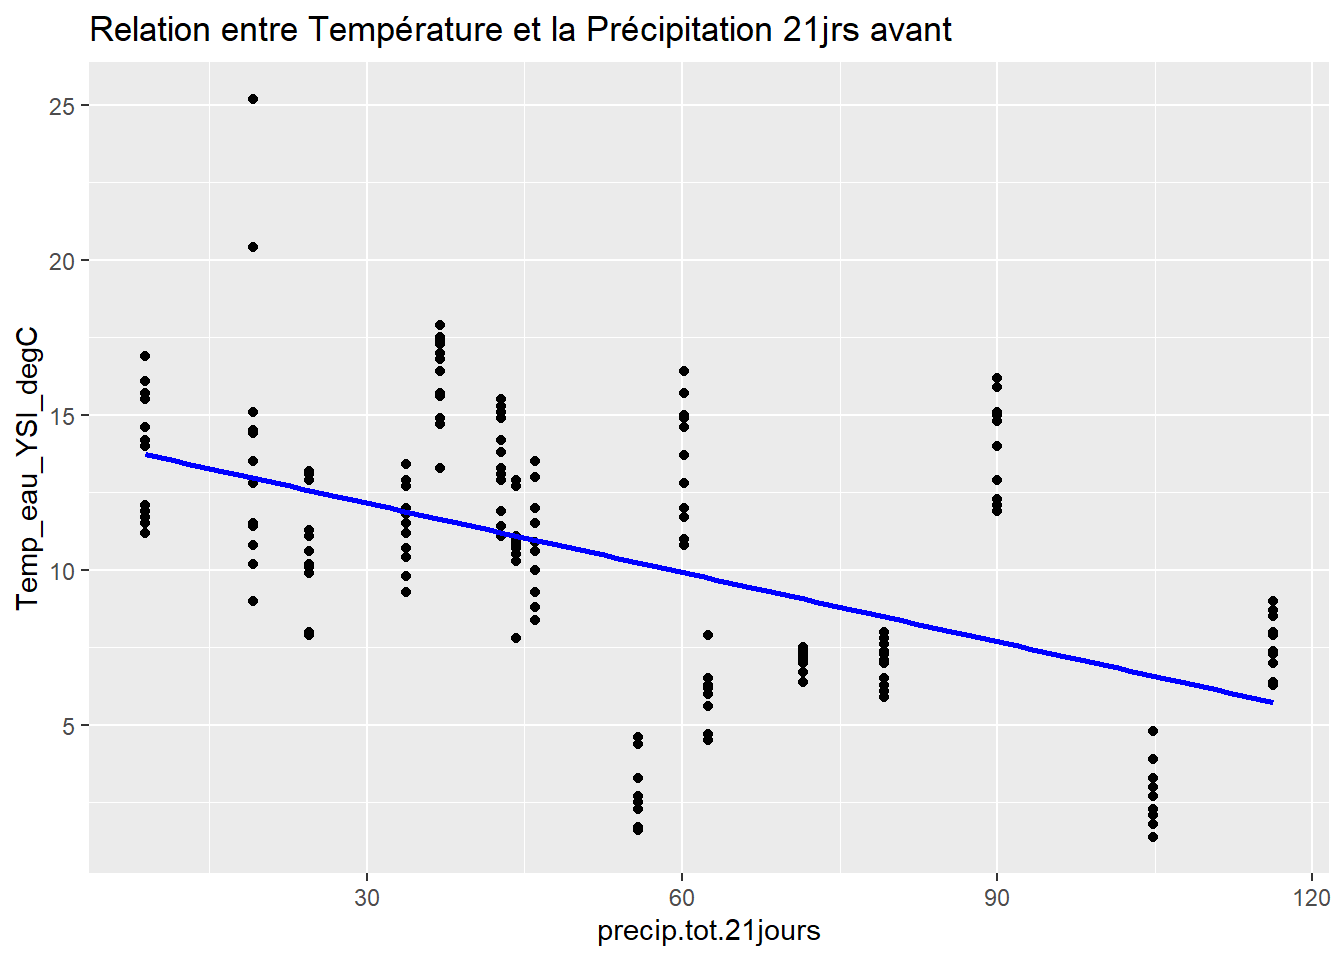 Relation entre Température et la Précipitation 21jrs avant
25
20
15
10
5
Temp_eau_YSI_degC
30 60 90 120
precip.tot.21jours